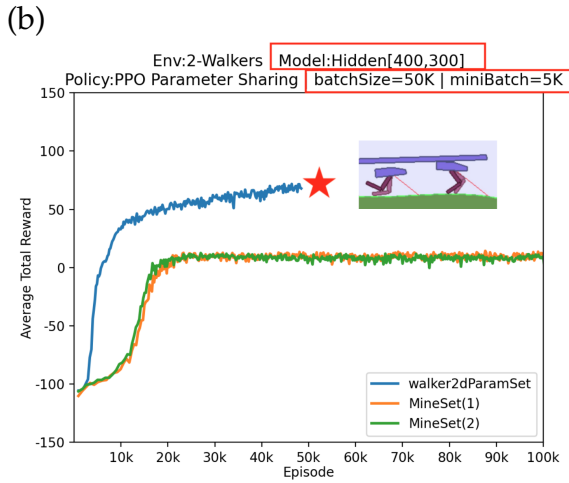 (b)
Env:2-Walkers Model:Hidden[400,300]
Policy:PPO Parameter Sharing batchSize=50K | miniBatch=5K
150
100
50
0
-50
-100
-150
Average Total Reward
walker2dParamSet
MineSet(1)
MineSet(2)
10k 20k 30k 40k 50k 60k 70k 80k 90k 100k
Episode